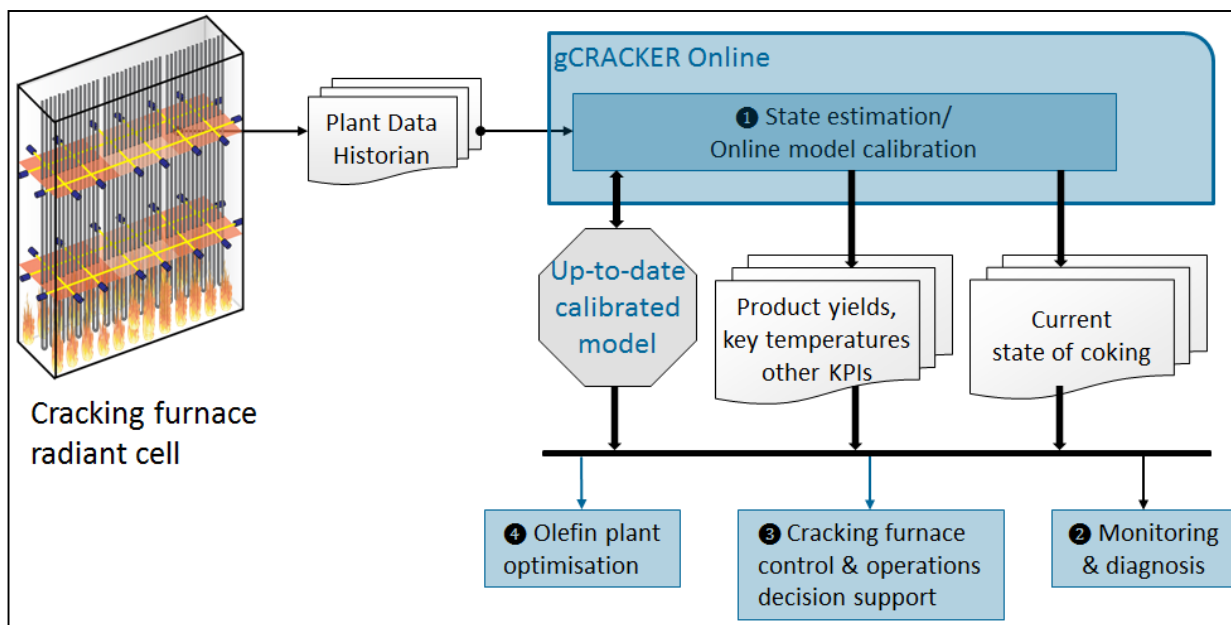 gCRACKER Online
❶ State estimation/
Online model calibration
Plant Data
Historian
Up-to-date
calibrated
model
Product yields,
key temperatures
other KPIs
Current
state of coking
Cracking furnace
radiant cell
❹ Olefin plant
optimisation
❸ Cracking furnace
control & operations
decision support
❷ Monitoring
& diagnosis